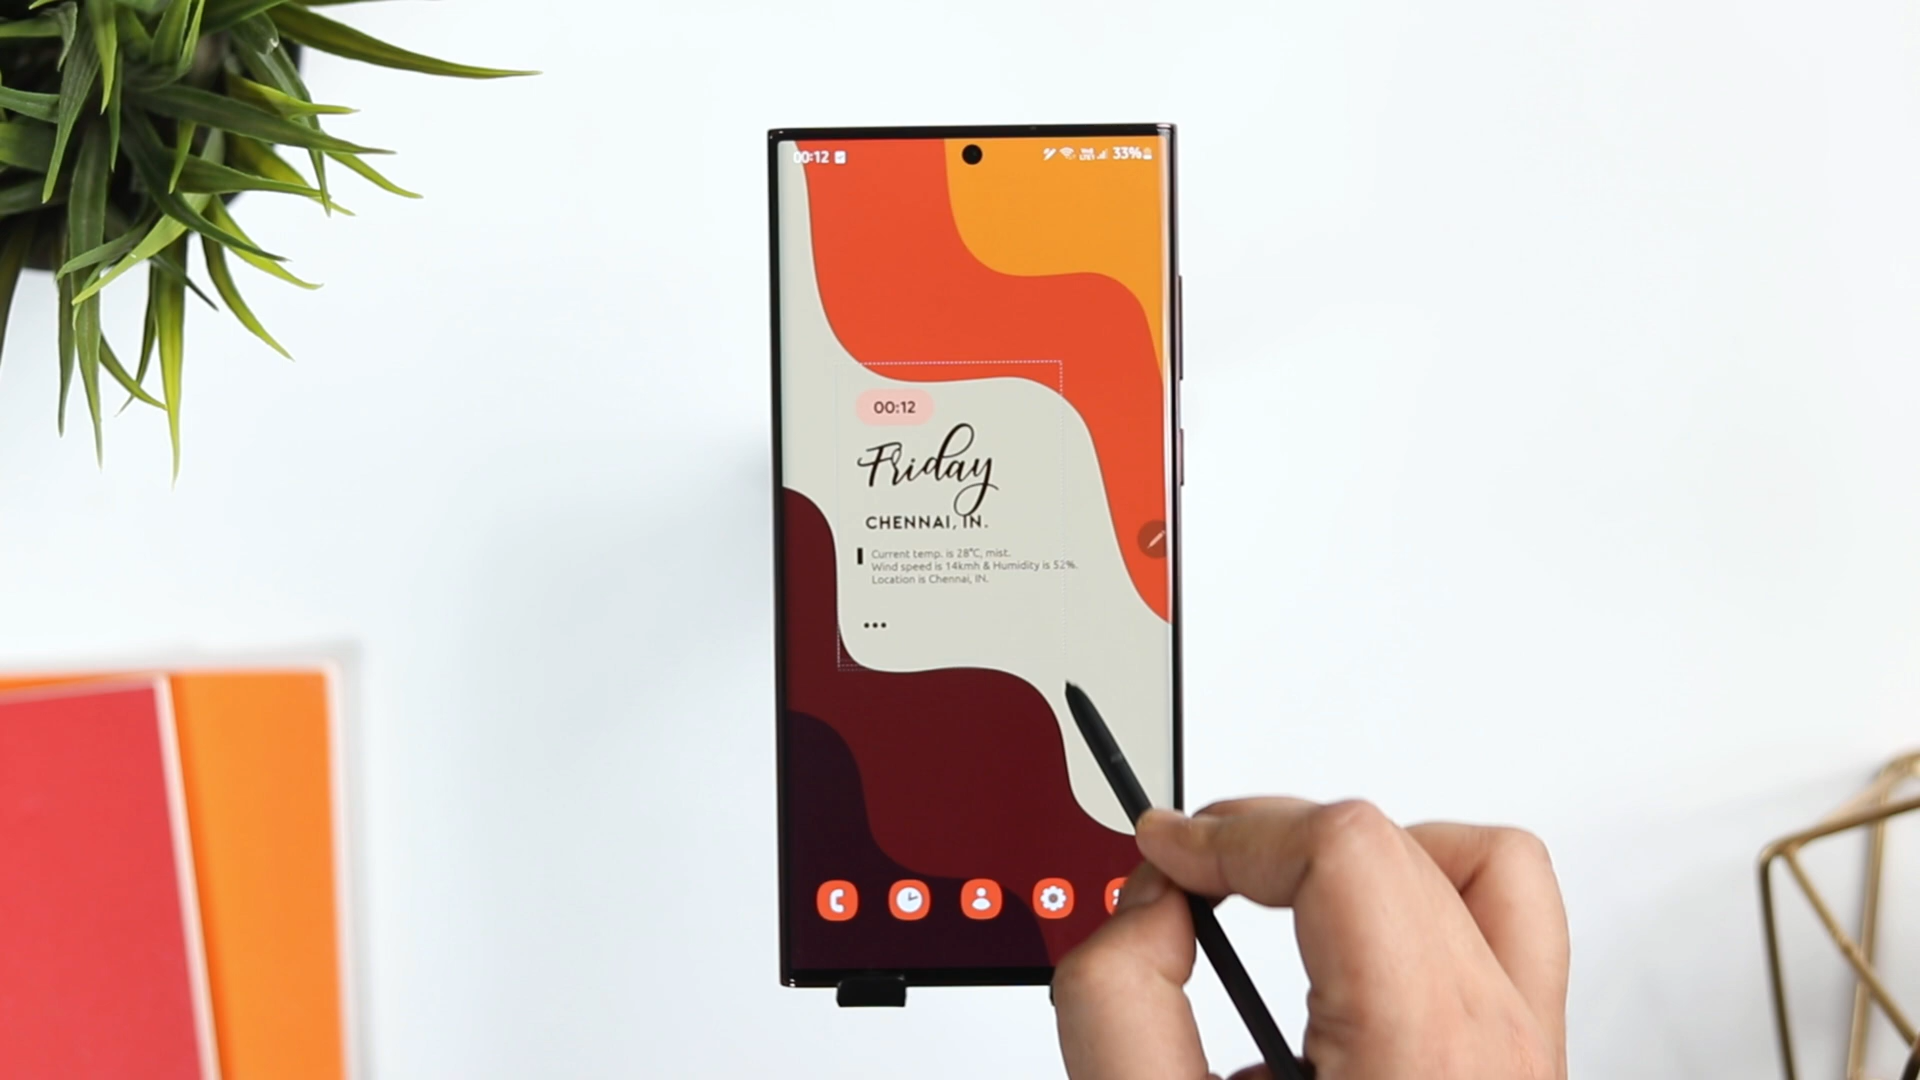 00:12 33%
00:12
Friday
CHENNAI, IN.
Current temp. is 28°C, mist.
Wind speed is 14kmh & Humidity is 52%.
Location is Chennai, IN.